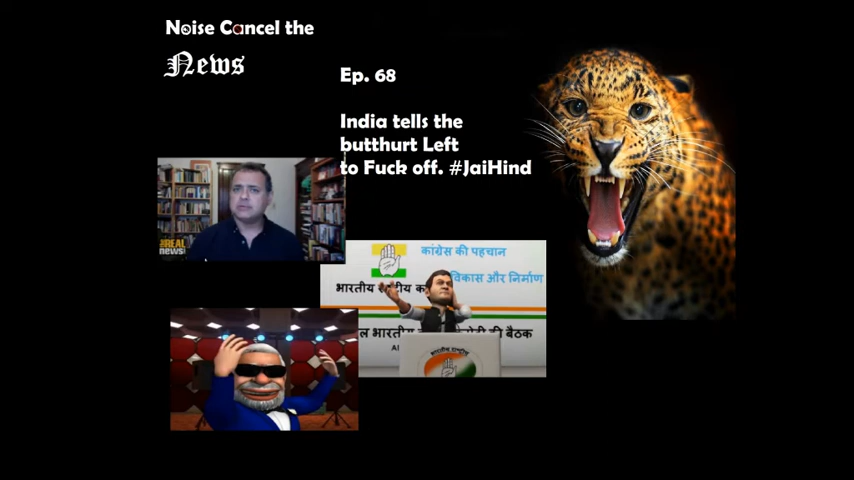 Noise Cancel the
News
Ep. 68
India tells the
butthurt Left
to Fuck off. #JaiHind
THE REAL
news
कांग्रेस की पहचान
विकास और निर्माण
भारतीय
भारतीय
की बैठक